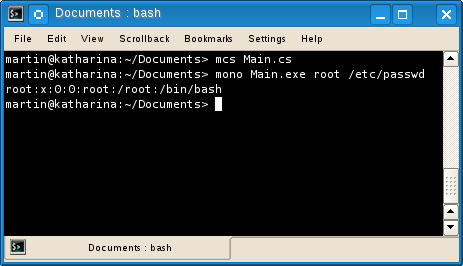 Documents : bash
File Edit View Scrollback Bookmarks Settings Help
martin@katharina:~/Documents> mcs Main.cs
martin@katharina:~/Documents> mono Main.exe root /etc/passwd
root:x:0:0:root:/root:/bin/bash
martin@katharina:~/Documents>
Documents : bash